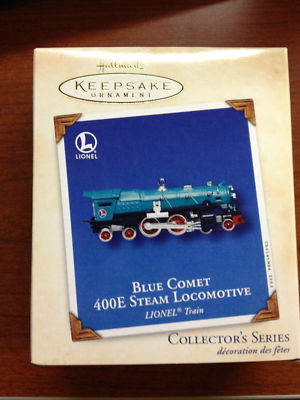 Hallmark
KEEPSAKE
ORNAMENT
L
LIONEL
BLUE COMET
400E STEAM LOCOMOTIVE
LIONEL® Train
COLLECTOR'S SERIES
décoration des fêtes